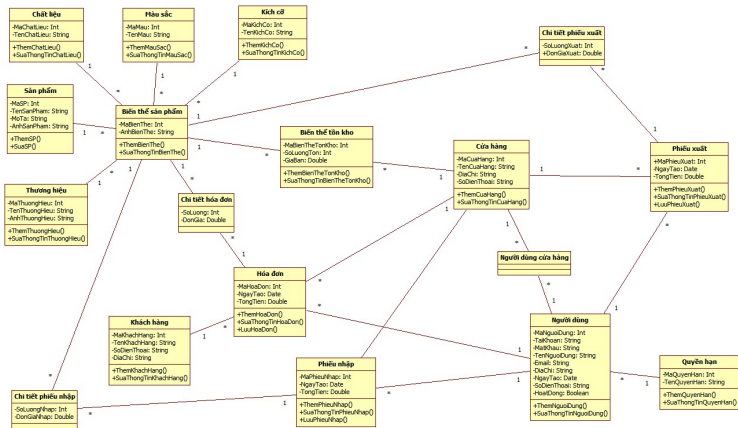 Chất liệu
-MaChatLieu: Int
-TenChatLieu: String
+ThemChatLieu()
+SuaThongTinChatLieu()
Màu sắc
-MaMau: Int
-TenMau: String
+ThemMauSac()
+SuaThongTinMauSac()
Kích cỡ
-MaKichCo: Int
-TenKichCo: String
+ThemKichCo()
+SuaThongTinKichCo()
Chi tiết phiếu xuất
-SoLuongXuat: Int
+DonGiaXuat: Double
Sản phẩm
-MaSP: Int
-TenSanPham: String
-MoTa: String
-AnhSanPham: String
+ThemSP()
+SuaSP()
Biến thể sản phẩm
-MaBienThe: Int
-AnhBienThe: String
+ThemBienThe()
+SuaThongTinBienThe()
Biến thể tồn kho
-MaBienTheTonKho: Int
-SoLuongTon: Int
-GiaBan: Double
+ThemBienTheTonKho()
+SuaThongTinBienTheTonKho()
Cửa hàng
-MaCuaHang: Int
-TenCuaHang: String
-DiaChi: String
-SoDienThoai: String
+ThemCuaHang()
+SuaThongTinCuaHang()
Phiếu xuất
+MaPhieuXuat: Int
-NgayTao: Date
-TongTien: Double
+ThemPhieuXuat()
+SuaThongTinPhieuXuat()
+LuuPhieuXuat()
Thương hiệu
-MaThuongHieu: Int
-TenThuongHieu: String
-AnhThuongHieu: String
+ThemThuongHieu()
+SuaThongTinThuongHieu()
Chi tiết hóa đơn
-SoLuong: Int
-DonGia: Double
Người dùng cửa hàng
Hóa đơn
-MaHoaDon: Int
-NgayTao: Date
-TongTien: Double
+ThemHoaDon()
+SuaThongTinHoaDon()
+LuuHoaDon()
Khách hàng
-MaKhachHang: Int
-TenKhachHang: String
-SoDienThoai: String
-DiaChi: String
+ThemKhachHang()
+SuaThongTinKhachHang()
Người dùng
-MaNguoiDung: Int
-TaiKhoan: String
-MatKhau: String
-TenNguoiDung: String
-Email: String
-DiaChi: String
-NgayTao: Date
-SoDienThoai: String
-HoatDong: Boolean
+ThemNguoiDung()
+SuaThongTinNguoiDung()
Quyền hạn
-MaQuyenHan: Int
-TenQuyenHan: String
+ThemQuyenHan()
+SuaThongTinQuyenHan()
Phiếu nhập
-MaPhieuNhap: Int
-NgayTao: Date
-TongTien: Double
+ThemPhieuNhap()
+SuaThongTinPhieuNhap()
+LuuPhieuNhap()
Chi tiết phiếu nhập
-SoLuongNhap: Int
-DonGiaNhap: Double